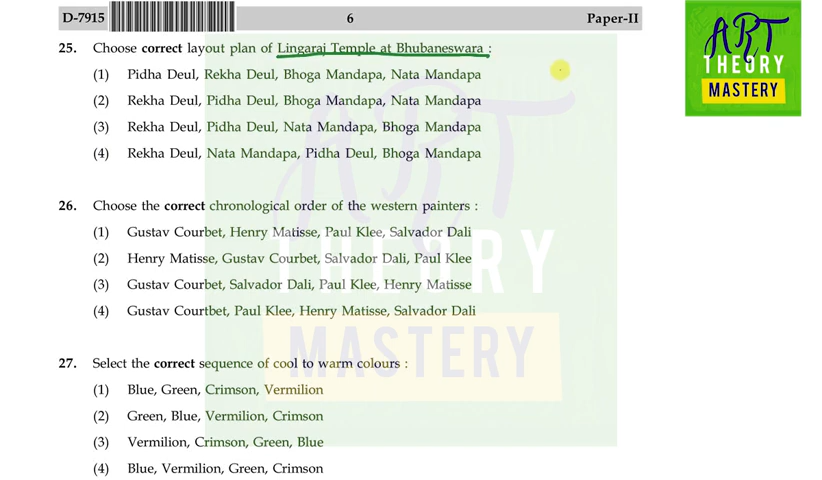 D-7915 6 Paper-II
25. Choose correct layout plan of Lingaraj Temple at Bhubaneswara :
(1) Pidha Deul, Rekha Deul, Bhoga Mandapa, Nata Mandapa
(2) Rekha Deul, Pidha Deul, Bhoga Mandapa, Nata Mandapa
(3) Rekha Deul, Pidha Deul, Nata Mandapa, Bhoga Mandapa
(4) Rekha Deul, Nata Mandapa, Pidha Deul, Bhoga Mandapa
26. Choose the correct chronological order of the western painters :
(1) Gustav Courbet, Henry Matisse, Paul Klee, Salvador Dali
(2) Henry Matisse, Gustav Courbet, Salvador Dali, Paul Klee
(3) Gustav Courbet, Salvador Dali, Paul Klee, Henry Matisse
(4) Gustav Courtbet, Paul Klee, Henry Matisse, Salvador Dali
27. Select the correct sequence of cool to warm colours :
(1) Blue, Green, Crimson, Vermilion
(2) Green, Blue, Vermilion, Crimson
(3) Vermilion, Crimson, Green, Blue
(4) Blue, Vermilion, Green, Crimson
ART
THEORY
MASTERY
ART
THEORY
MASTERY